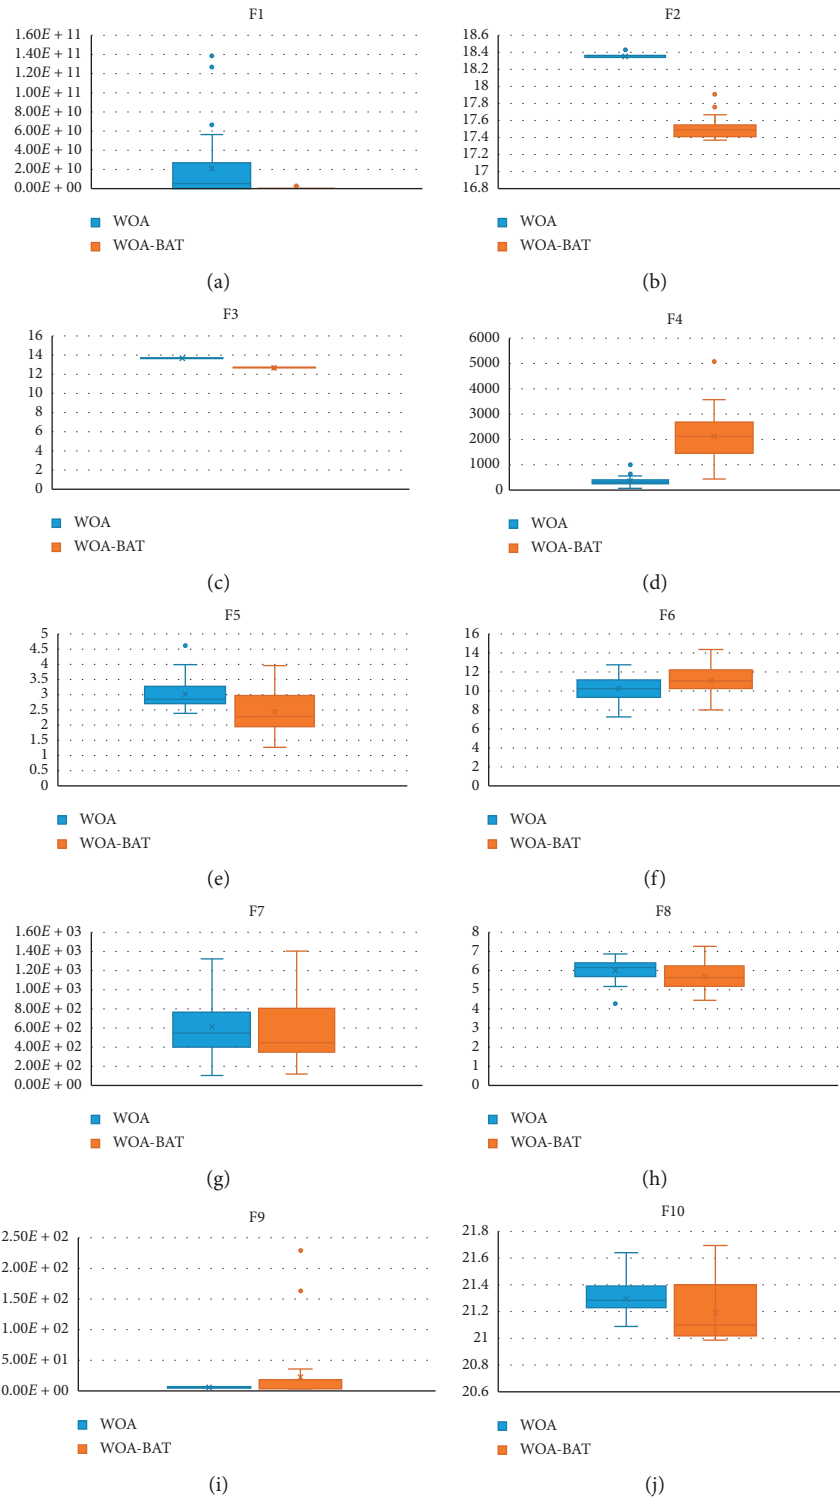 F1
1.60E + 11
1.40E + 11
1.20E + 11
1.00E + 11
8.00E + 10
6.00E + 10
4.00E + 10
2.00E + 10
0.00E + 00
WOA
WOA-BAT
(a)
F2
18.6
18.4
18.2
18
17.8
17.6
17.4
17.2
17
16.8
WOA
WOA-BAT
(b)
F3
16
14
12
10
8
6
4
2
0
WOA
WOA-BAT
(c)
F4
6000
5000
4000
3000
2000
1000
0
WOA
WOA-BAT
(d)
F5
5
4.5
4
3.5
3
2.5
2
1.5
1
0.5
0
WOA
WOA-BAT
(e)
F6
16
14
12
10
8
6
4
2
0
WOA
WOA-BAT
(f)
F7
1.60E + 03
1.40E + 03
1.20E + 03
1.00E + 03
8.00E + 02
6.00E + 02
4.00E + 02
2.00E + 02
0.00E + 00
WOA
WOA-BAT
(g)
F8
8
7
6
5
4
3
2
1
0
WOA
WOA-BAT
(h)
F9
2.50E + 02
2.00E + 02
1.50E + 02
1.00E + 02
5.00E + 01
0.00E + 00
WOA
WOA-BAT
(i)
F10
21.8
21.6
21.4
21.2
21
20.8
20.6
WOA
WOA-BAT
(j)